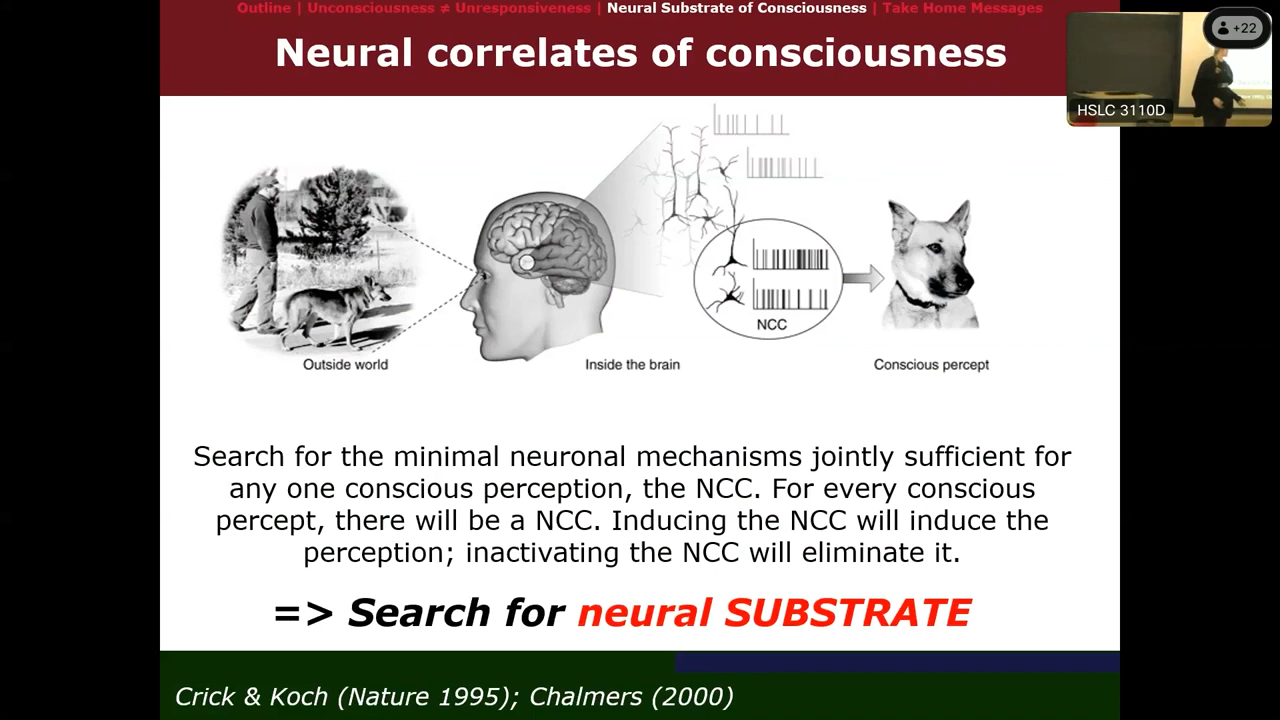 Outline | Unconsciousness ≠ Unresponsiveness | Neural Substrate of Consciousness | Take Home Messages
Neural correlates of consciousness
+22
HSLC 3110D
NCC
Outside world
Inside the brain
Conscious percept
Search for the minimal neuronal mechanisms jointly sufficient for
any one conscious perception, the NCC. For every conscious
percept, there will be a NCC. Inducing the NCC will induce the
perception; inactivating the NCC will eliminate it.
=> Search for neural SUBSTRATE
Crick & Koch (Nature 1995); Chalmers (2000)